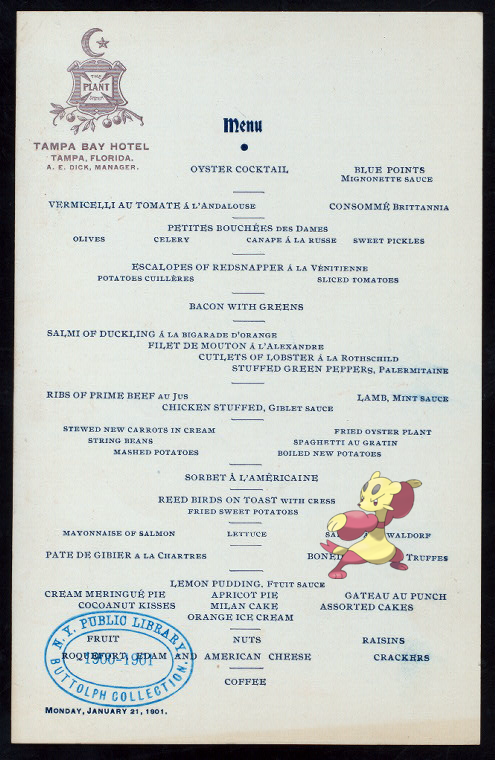 THE
PLANT
SYSTEM
TAMPA BAY HOTEL
TAMPA, FLORIDA.
A. E. DICK, MANAGER.
Menu
OYSTER COCKTAIL BLUE POINTS
MIGNONETTE SAUCE
VERMICELLI AU TOMATE Á L'ANDALOUSE CONSOMMÉ BRITTANNIA
PETITES BOUCHÉES DES DAMES
OLIVES CELERY CANAPE Á LA RUSSE SWEET PICKLES
ESCALOPES OF REDSNAPPER Á LA VÉNITIENNE
POTATOES CUILLÈRES SLICED TOMATOES
BACON WITH GREENS
SALMI OF DUCKLING Á LA BIGARADE D'ORANGE
FILET DE MOUTON Á L'ALEXANDRE
CUTLETS OF LOBSTER Á LA ROTHSCHILD
STUFFED GREEN PEPPERS, PALERMITAINE
RIBS OF PRIME BEEF AU JUS LAMB, MINT SAUCE
CHICKEN STUFFED, GIBLET SAUCE
STEWED NEW CARROTS IN CREAM FRIED OYSTER PLANT
STRING BEANS SPAGHETTI AU GRATIN
MASHED POTATOES BOILED NEW POTATOES
SORBET Á L'AMÉRICAINE
REED BIRDS ON TOAST WITH CRESS
FRIED SWEET POTATOES
MAYONNAISE OF SALMON LETTUCE WALDORF
PATE DE GIBIER A LA CHARTRES BONED TRUFFES
LEMON PUDDING, FRUIT SAUCE
CREAM MERINGUÉ PIE APRICOT PIE GATEAU AU PUNCH
COCOANUT KISSES MILAN CAKE ASSORTED CAKES
ORANGE ICE CREAM
FRUIT NUTS RAISINS
ROQUEFORT, EDAM AND AMERICAN CHEESE CRACKERS
COFFEE
N.Y. PUBLIC LIBRARY
1900-1901
BUTTOLPH COLLECTION.
MONDAY, JANUARY 21, 1901.